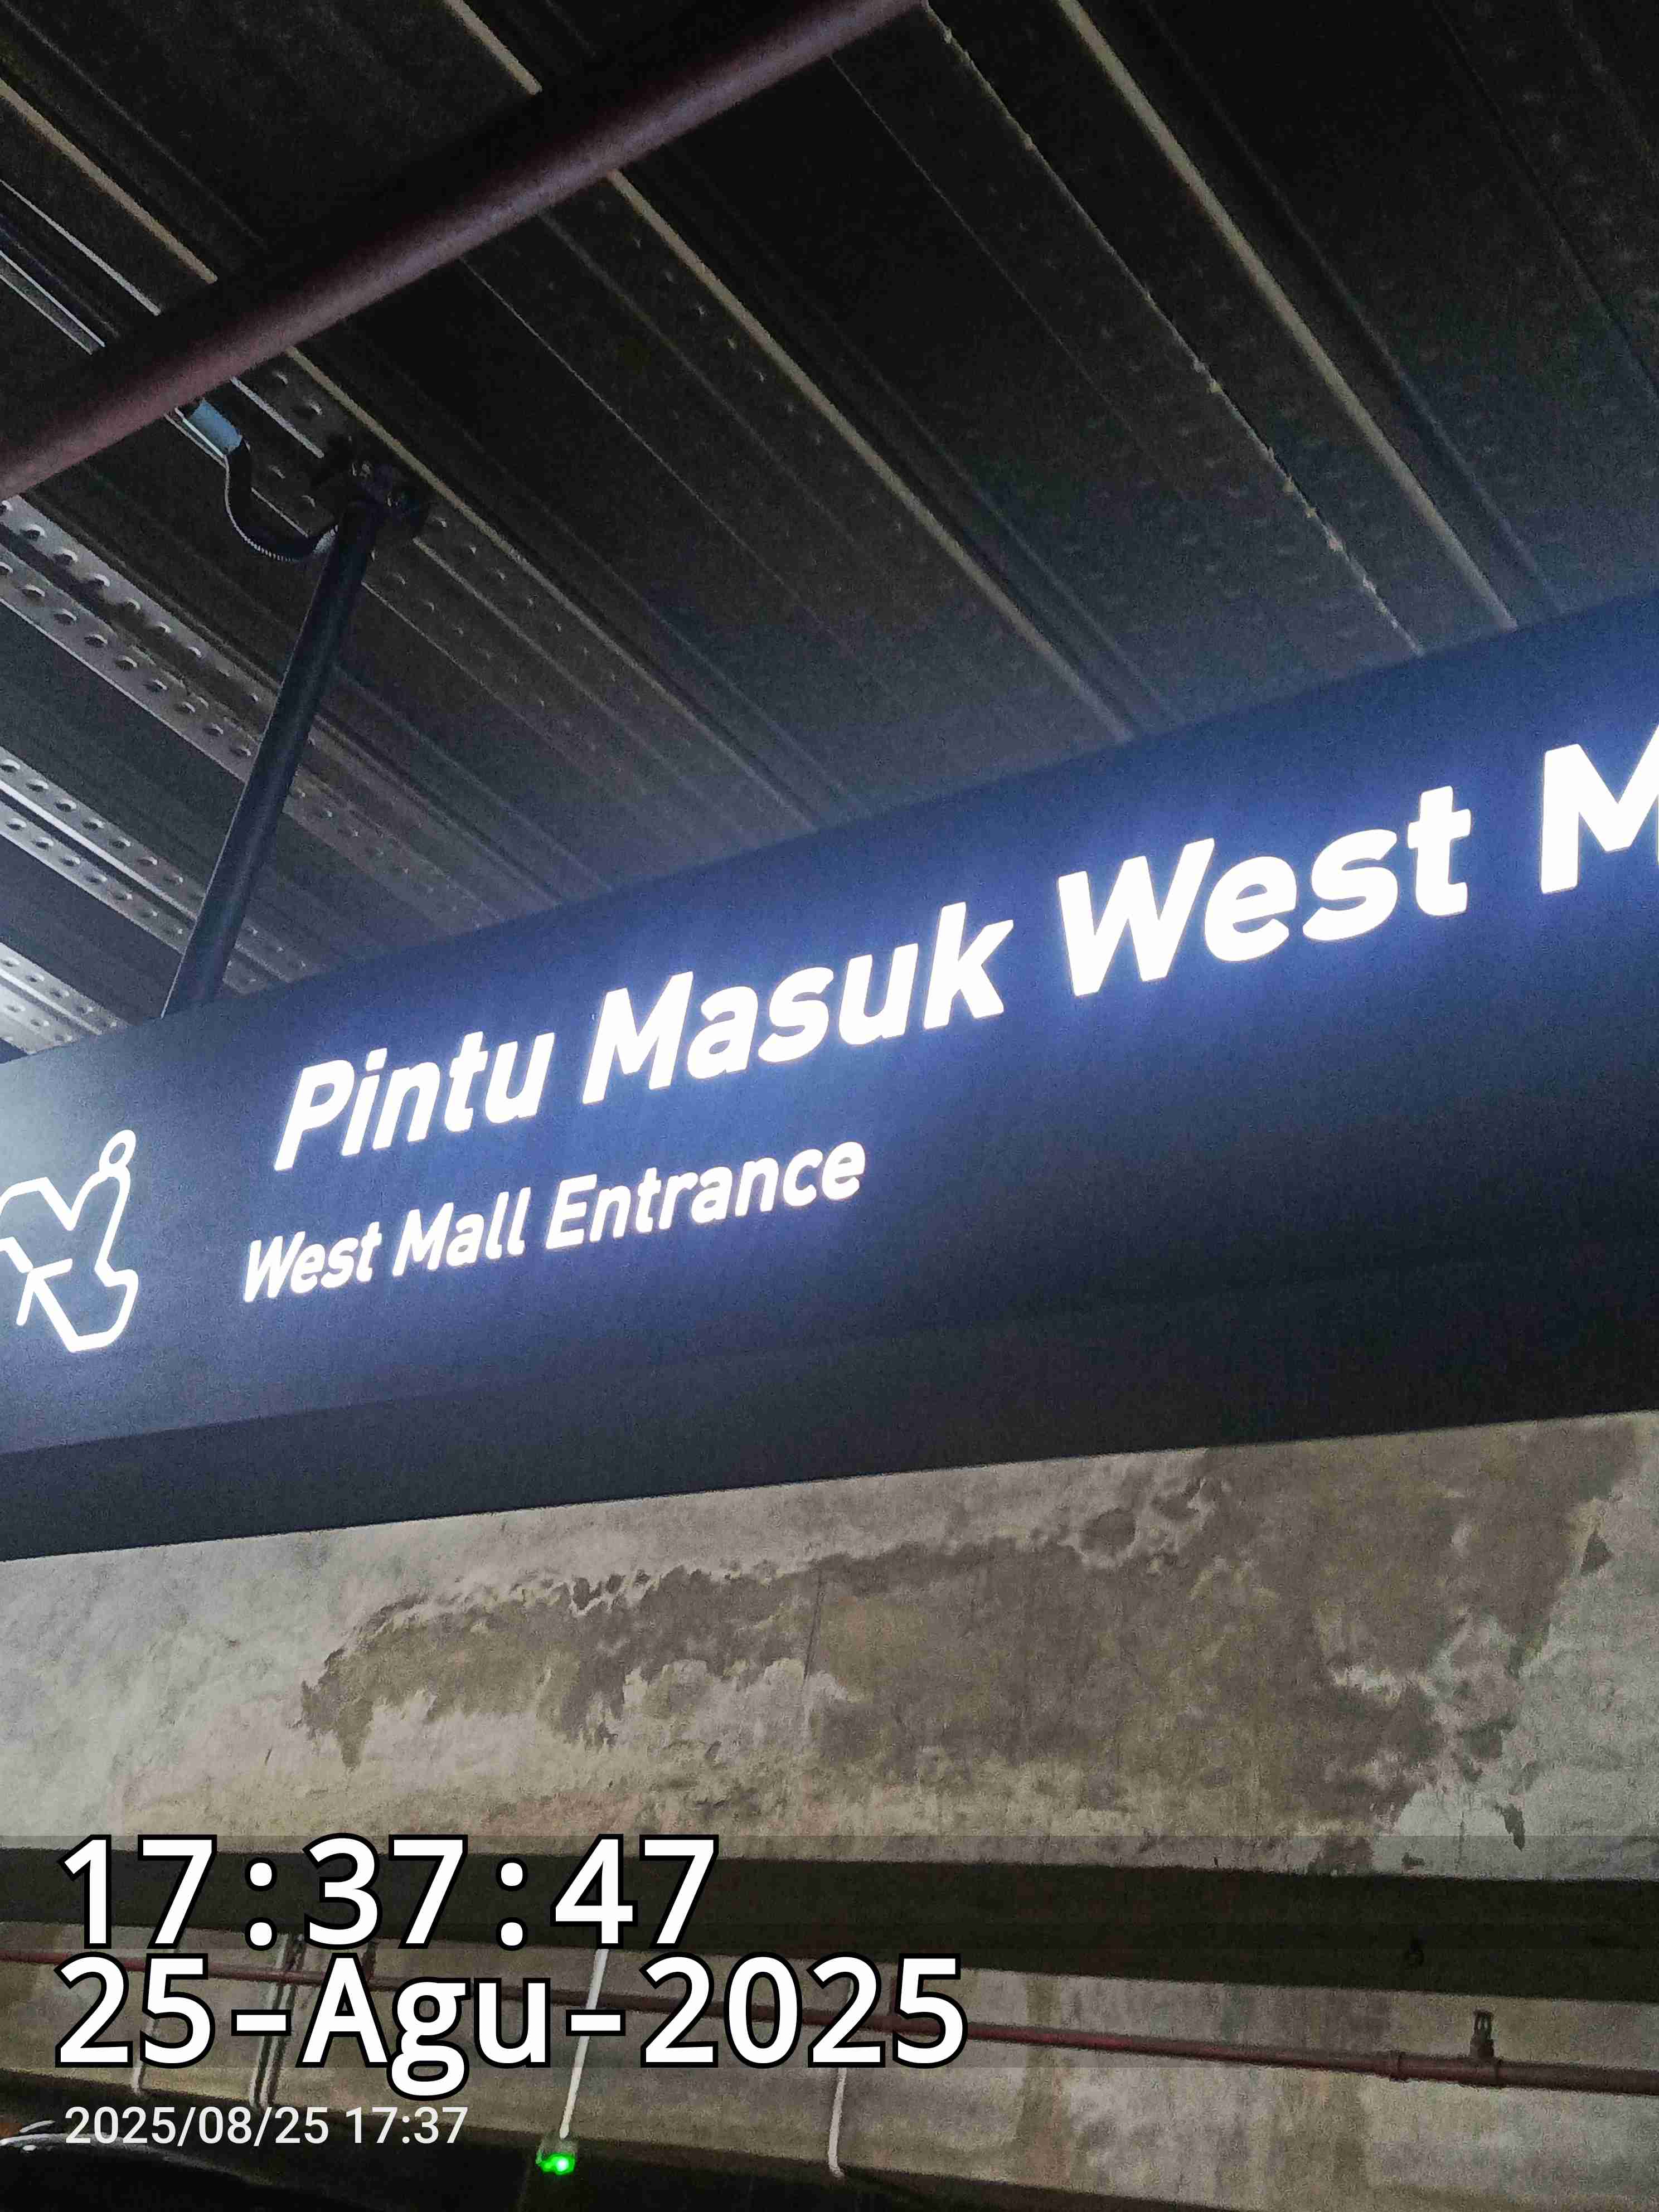 Pintu Masuk West M
West Mall Entrance
17:37:47
25-Agu-2025
2025/08/25 17:37